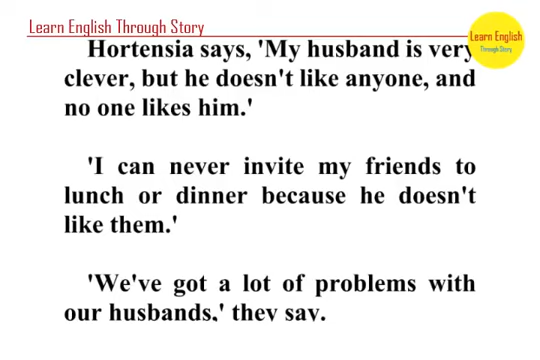 Learn English Through Story
Learn English
Through Story
Hortensia says, 'My husband is very
clever, but he doesn't like anyone, and
no one likes him.'
'I can never invite my friends to
lunch or dinner because he doesn't
like them.'
'We've got a lot of problems with
our husbands,' they say.